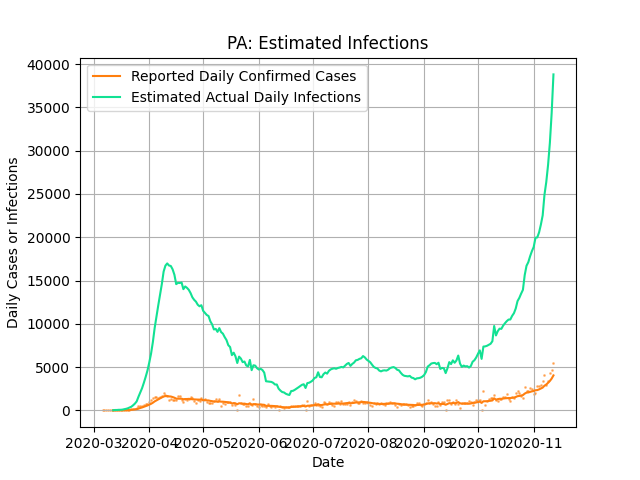 PA: Estimated Infections
Reported Daily Confirmed Cases
Estimated Actual Daily Infections
40000
35000
30000
25000
20000
15000
10000
5000
0
Daily Cases or Infections
2020-03 2020-04 2020-05 2020-06 2020-07 2020-08 2020-09 2020-10 2020-11
Date